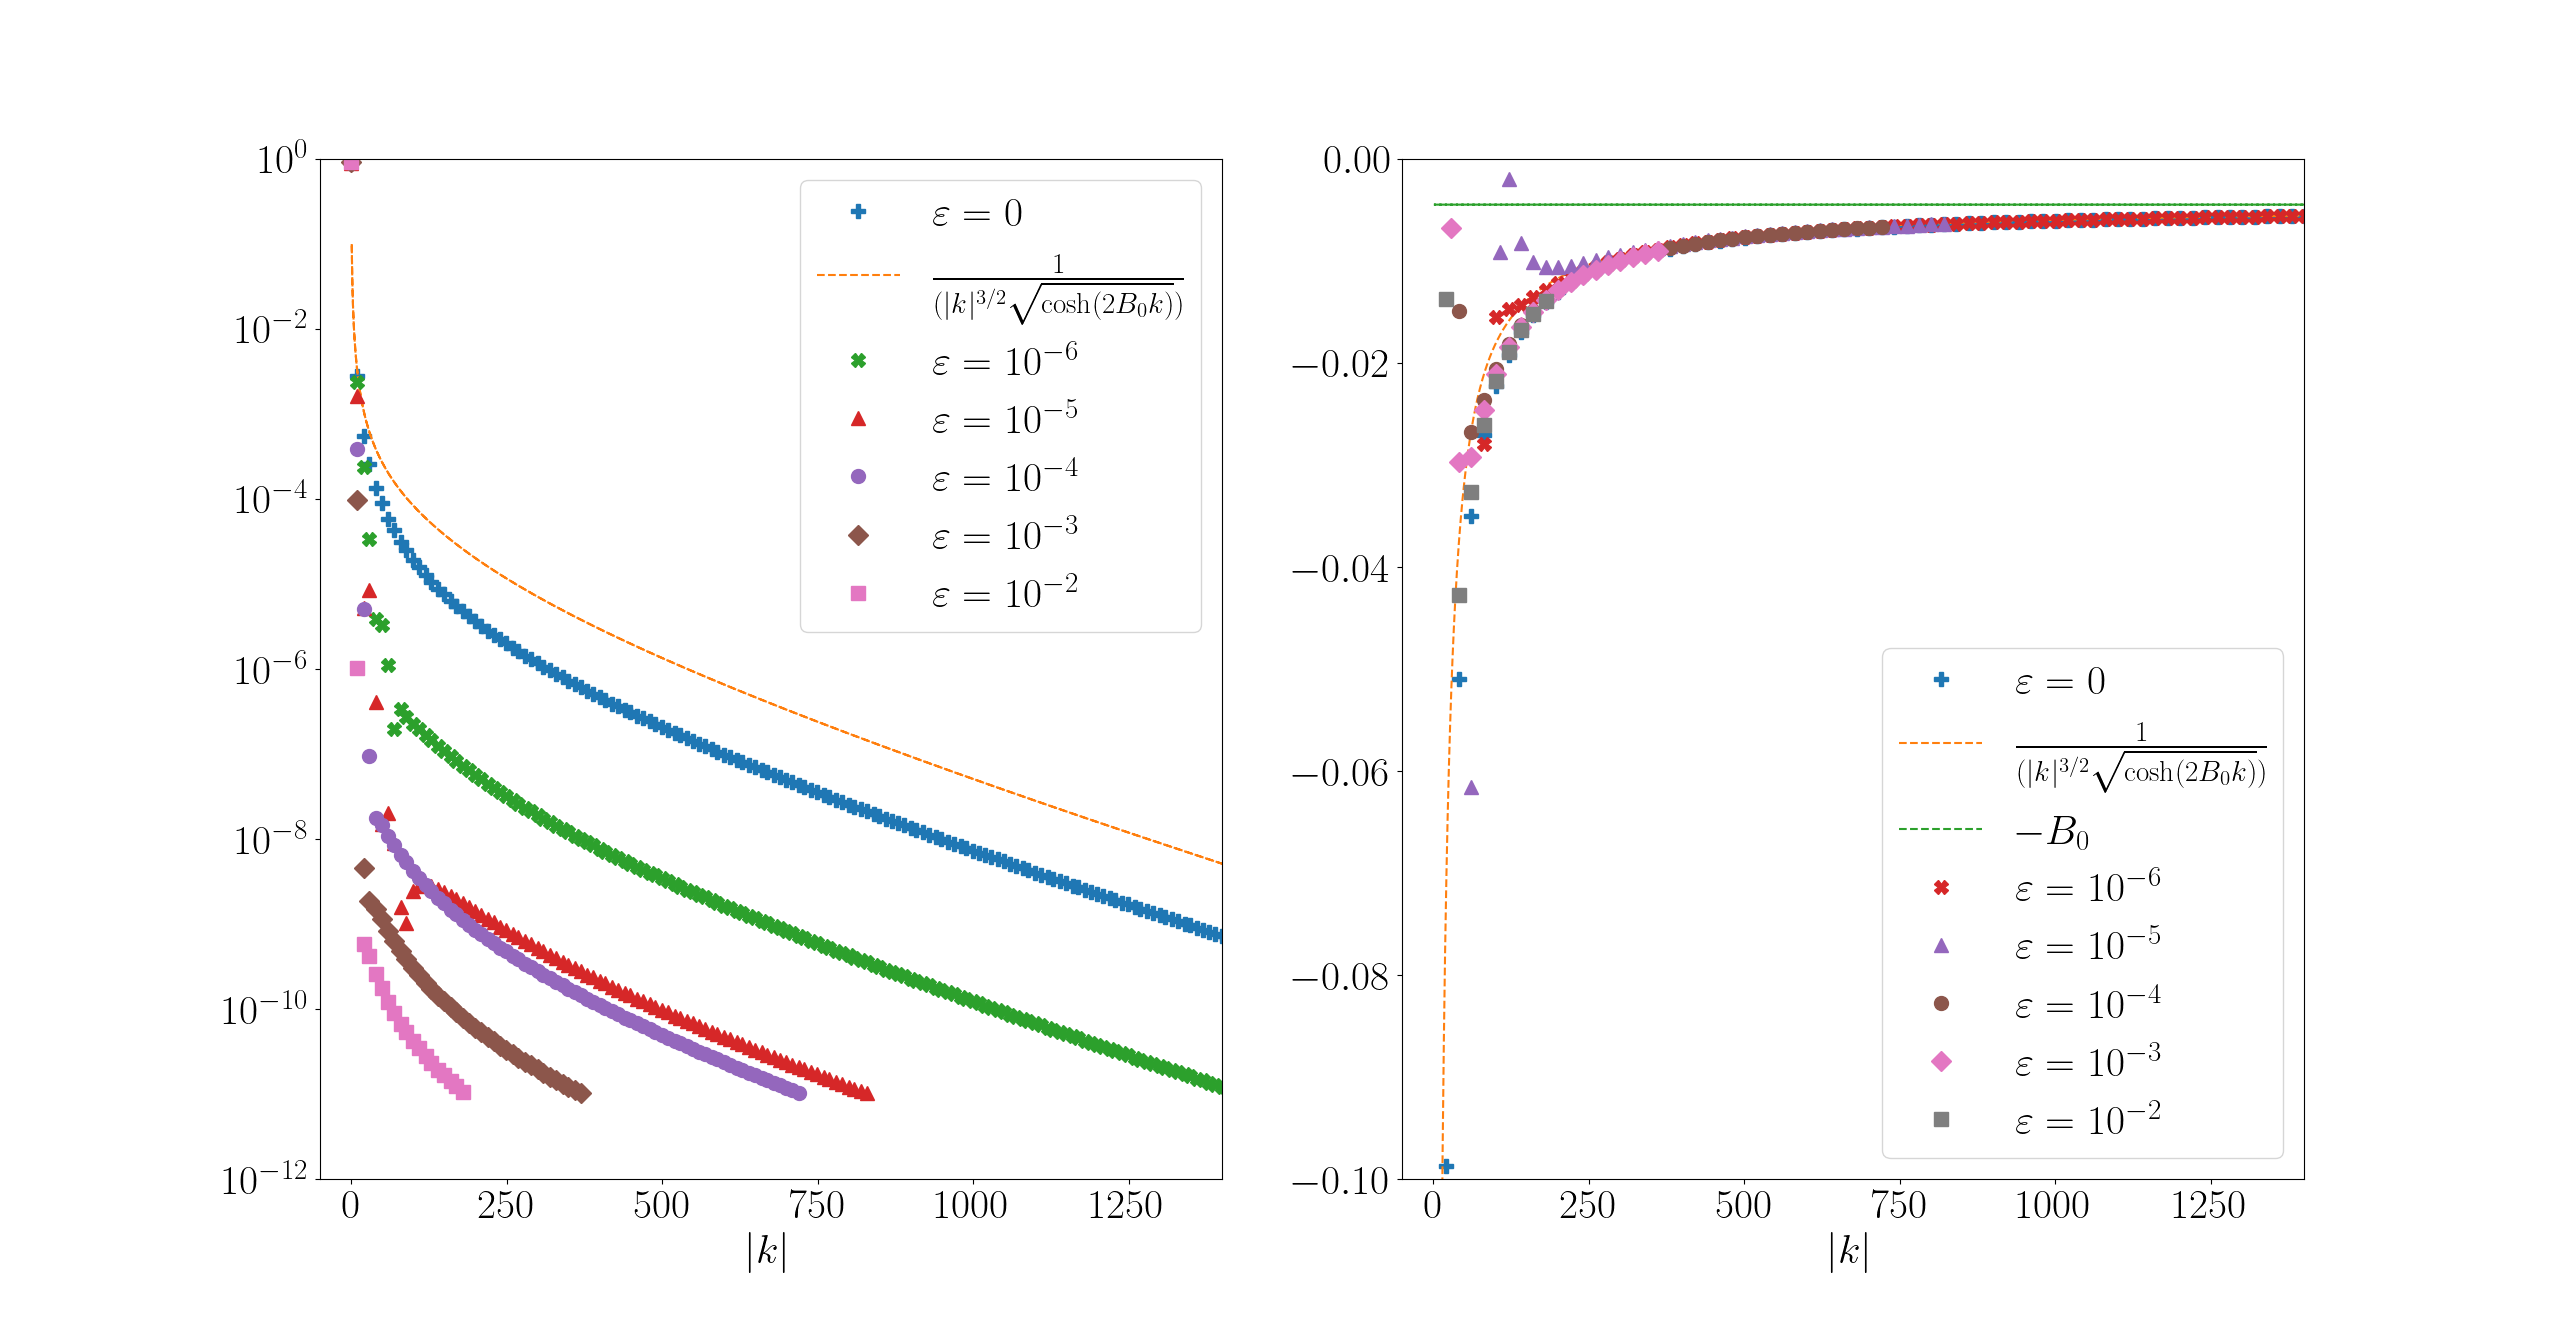 10^0
10^{-2}
10^{-4}
10^{-6}
10^{-8}
10^{-10}
10^{-12}
0 250 500 750 1000 1250
|k|
ε = 0
1/(|k|^{3/2}√cosh(2B_0k))
ε = 10^{-6}
ε = 10^{-5}
ε = 10^{-4}
ε = 10^{-3}
ε = 10^{-2}
0.00
−0.02
−0.04
−0.06
−0.08
−0.10
0 250 500 750 1000 1250
|k|
ε = 0
1/(|k|^{3/2}√cosh(2B_0k))
−B_0
ε = 10^{-6}
ε = 10^{-5}
ε = 10^{-4}
ε = 10^{-3}
ε = 10^{-2}